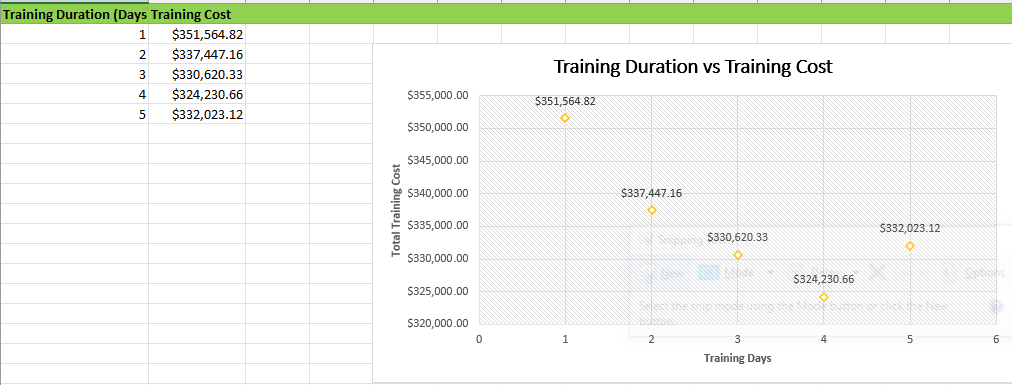 Training Duration (Days Training Cost
1 $351,564.82
2 $337,447.16
3 $330,620.33
4 $324,230.66
5 $332,023.12
Training Duration vs Training Cost
$355,000.00
$350,000.00
$345,000.00
$340,000.00
$335,000.00
$330,000.00
$325,000.00
$320,000.00
Total Training Cost
$351,564.82
$337,447.16
$330,620.33
$324,230.66
$332,023.12
0 1 2 3 4 5 6
Training Days
Snipping
New Mode Options
Select the snip mode using the Mode button or click the New
button.